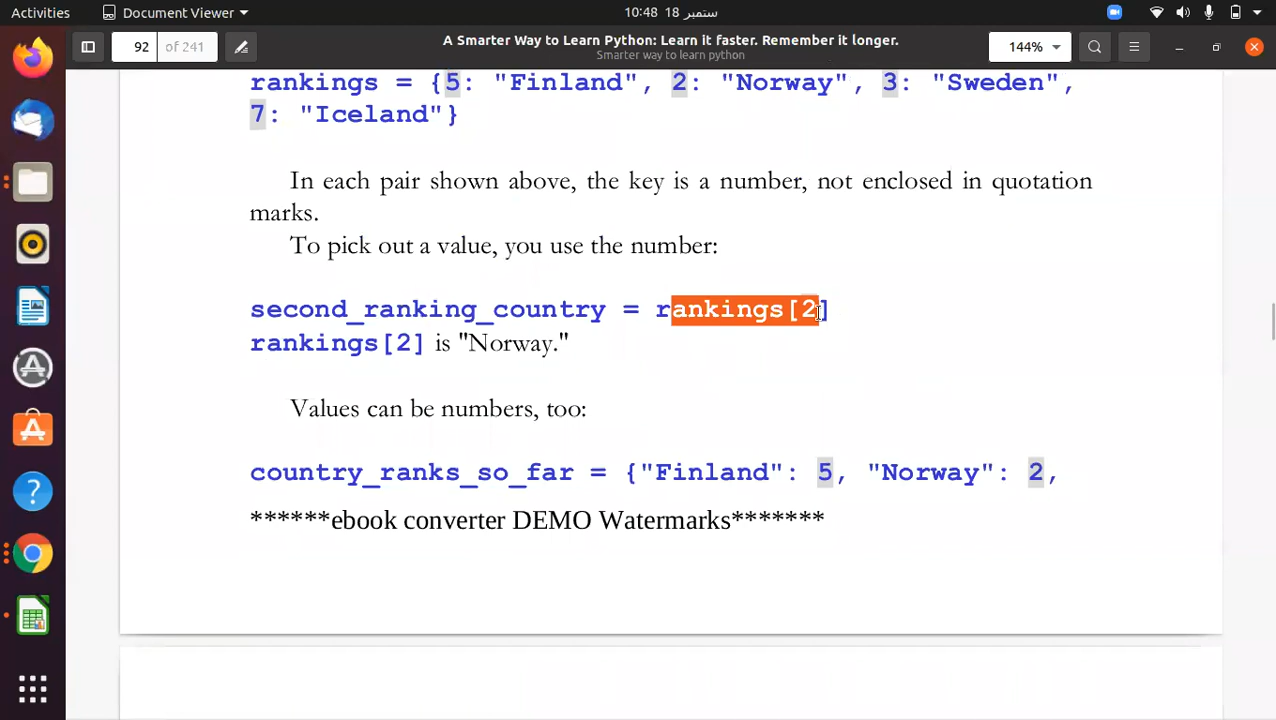 Activities
Document Viewer
10:48 18 ستمبر
92
of 241
A Smarter Way to Learn Python: Learn it faster. Remember it longer.
Smarter way to learn python
144%
rankings = {5: "Finland", 2: "Norway", 3: "Sweden",
7: "Iceland"}
In each pair shown above, the key is a number, not enclosed in quotation
marks.
To pick out a value, you use the number:
second_ranking_country = rankings[2]
rankings[2] is "Norway."
Values can be numbers, too:
country_ranks_so_far = {"Finland": 5, "Norway": 2,
******ebook converter DEMO Watermarks*******